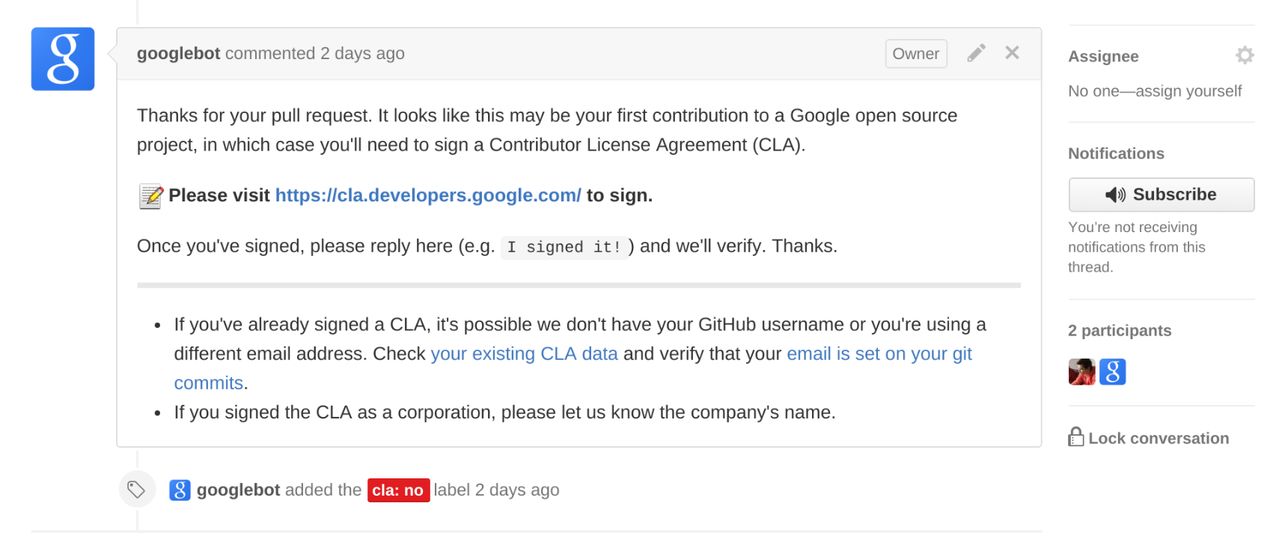 googlebot commented 2 days ago
Owner
Thanks for your pull request. It looks like this may be your first contribution to a Google open source
project, in which case you'll need to sign a Contributor License Agreement (CLA).
Please visit https://cla.developers.google.com/ to sign.
Once you've signed, please reply here (e.g. I signed it!) and we'll verify. Thanks.
If you've already signed a CLA, it's possible we don't have your GitHub username or you're using a
different email address. Check your existing CLA data and verify that your email is set on your git
commits.
If you signed the CLA as a corporation, please let us know the company's name.
g googlebot added the cla: no label 2 days ago
g
Assignee
No one—assign yourself
Notifications
Subscribe
You're not receiving
notifications from this
thread.
2 participants
g
Lock conversation